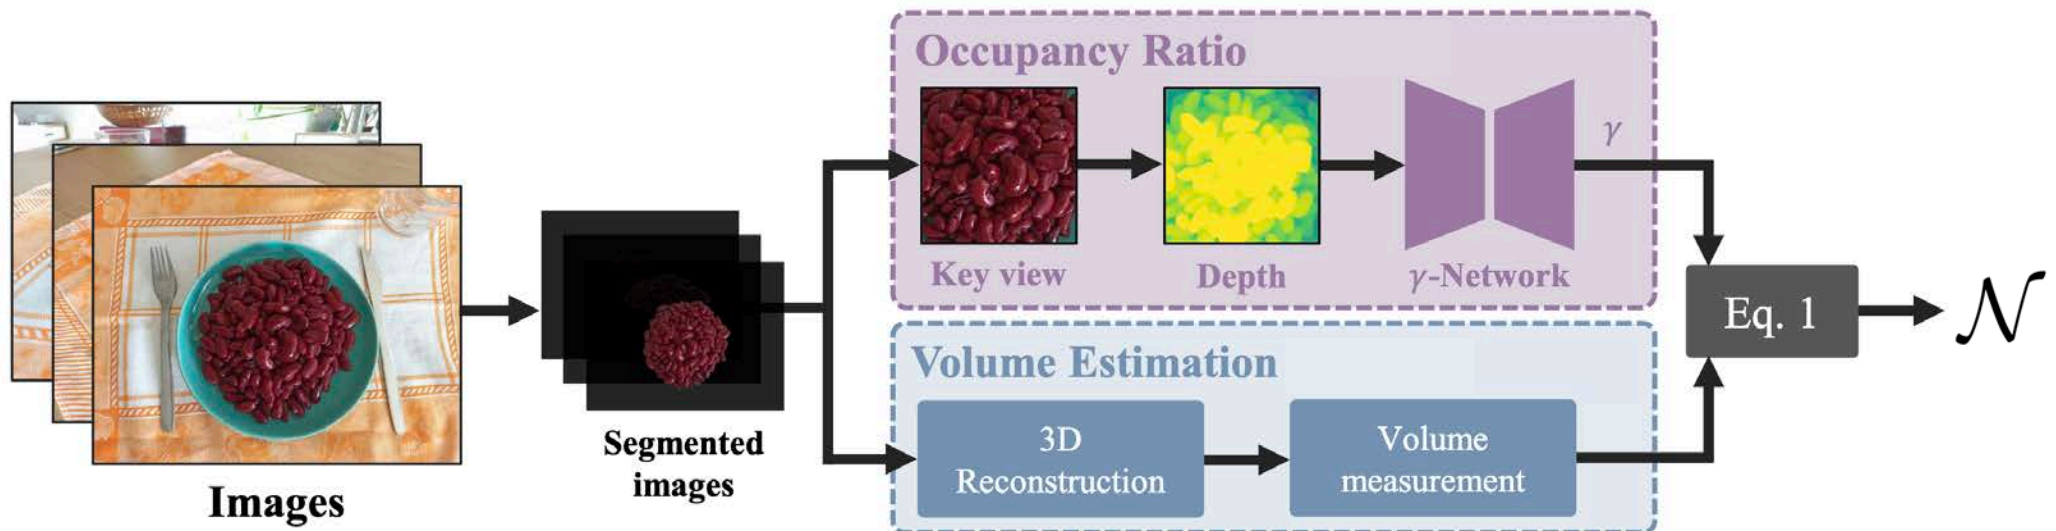 Images
Segmented
images
Occupancy Ratio
Key view
Depth
γ-Network
γ
Volume Estimation
3D
Reconstruction
Volume
measurement
Eq. 1
𝒩